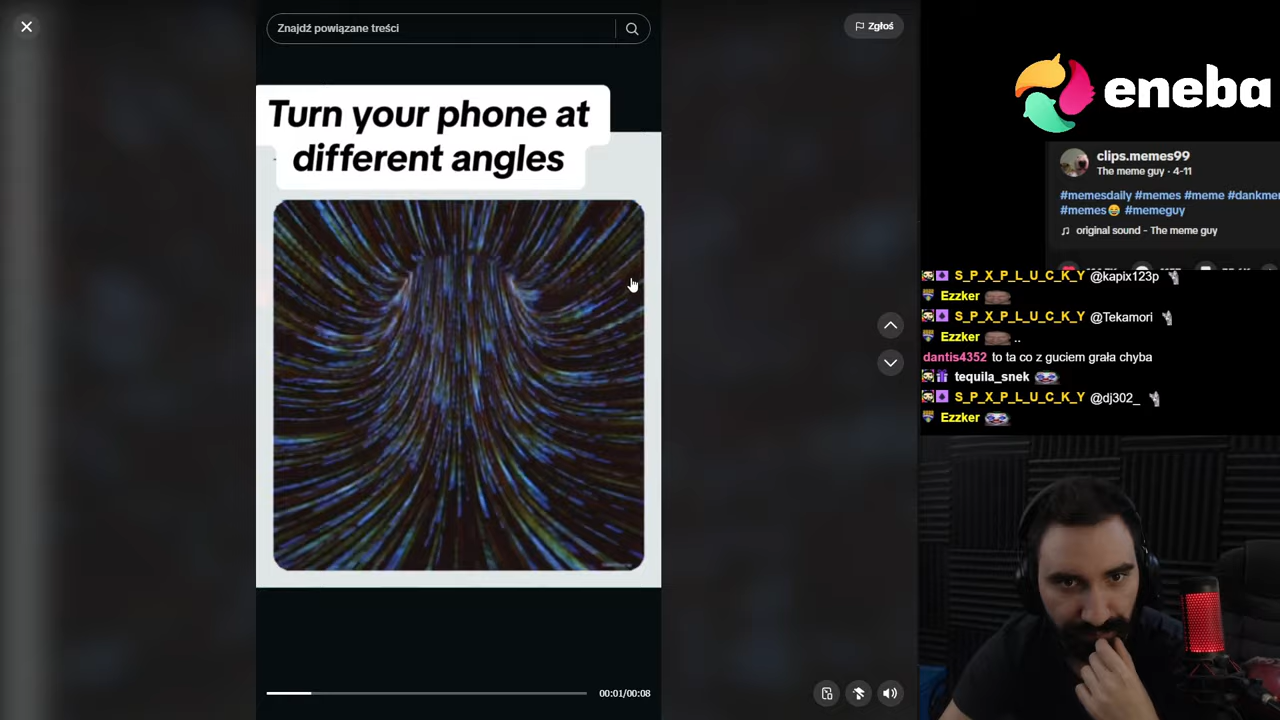 Znajdź powiązane treści
Zgłoś
Turn your phone at
different angles
00:01/00:08
eneba
clips.memes99
The meme guy · 4-11
#memesdaily #memes #meme
#memes😂 #memeguy
♫ original sound - The meme guy
S_P_X_P_L_U_C_K_Y @kapix123p
Ezzker
S_P_X_P_L_U_C_K_Y @Tekamori
Ezzker ..
dantis4352 to ta co z guciem grała chyba
tequila_snek
S_P_X_P_L_U_C_K_Y @dj302_
Ezzker